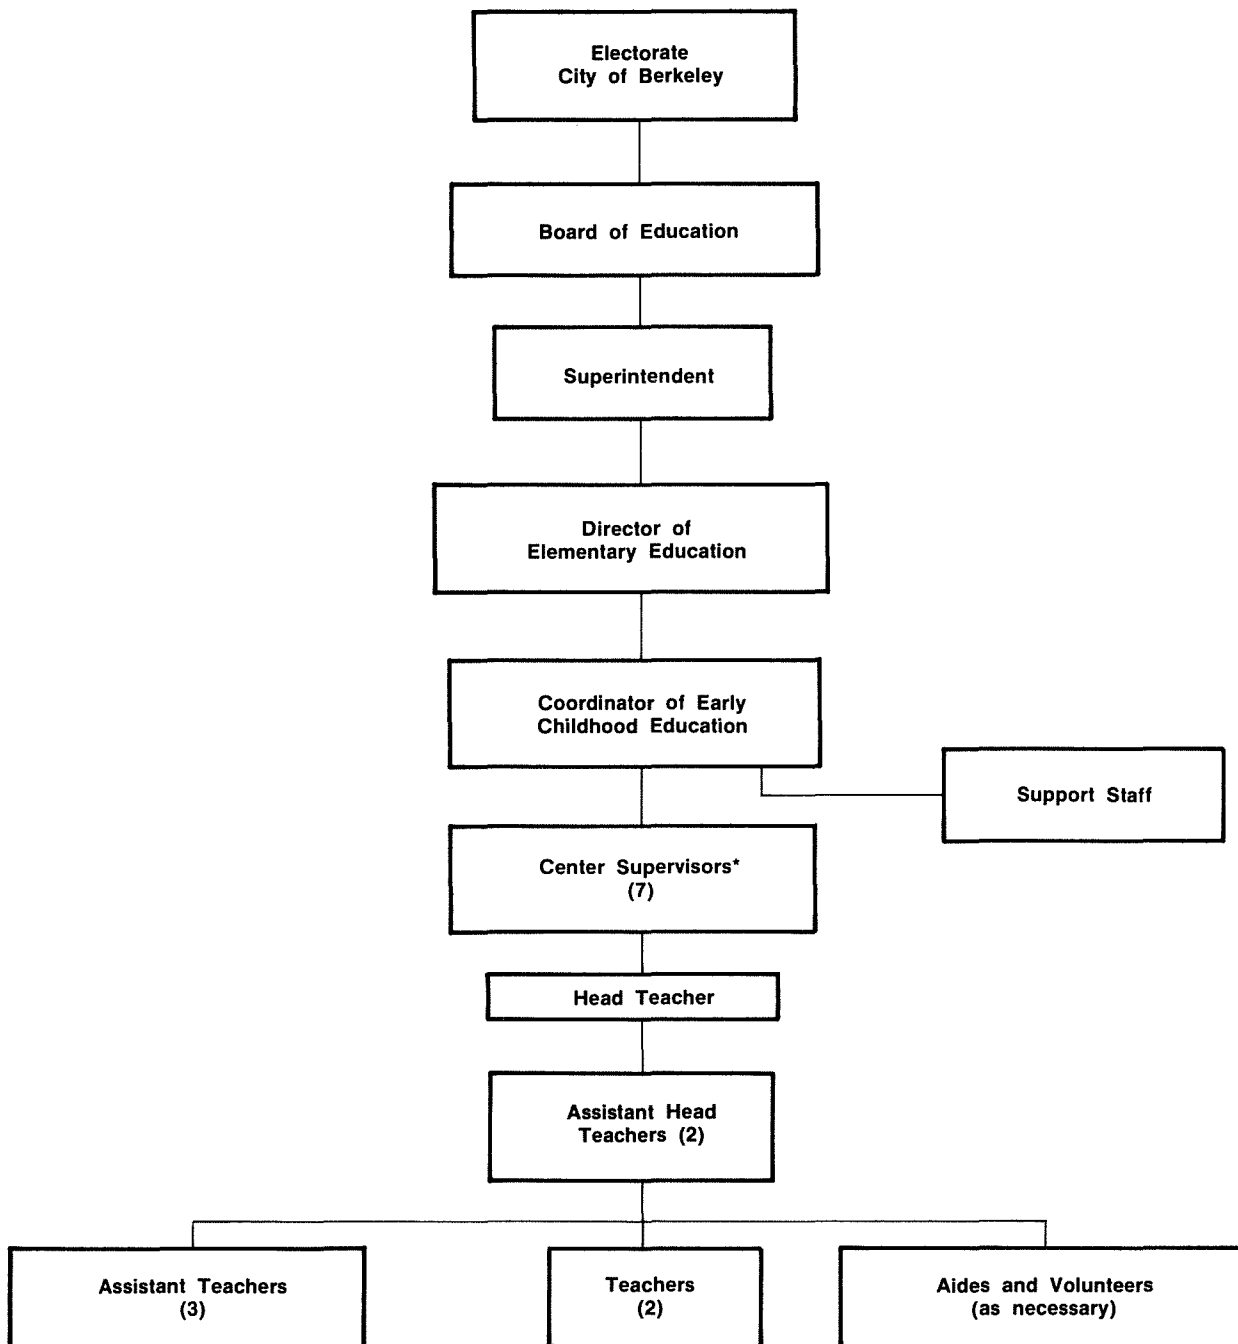 Electorate
City of Berkeley
Board of Education
Superintendent
Director of
Elementary Education
Coordinator of Early
Childhood Education
Support Staff
Center Supervisors*
(7)
Head Teacher
Assistant Head
Teachers (2)
Assistant Teachers
(3)
Teachers
(2)
Aides and Volunteers
(as necessary)